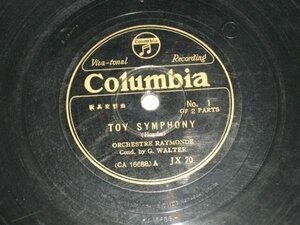 Viva-tonal Recording
Columbia
No. 1
OF 2 PARTS
TOY SYMPHONY
(Haydn)
ORCHESTRE RAYMONDE
Cond. by G. WALTER
(CA 16688) A JX 70